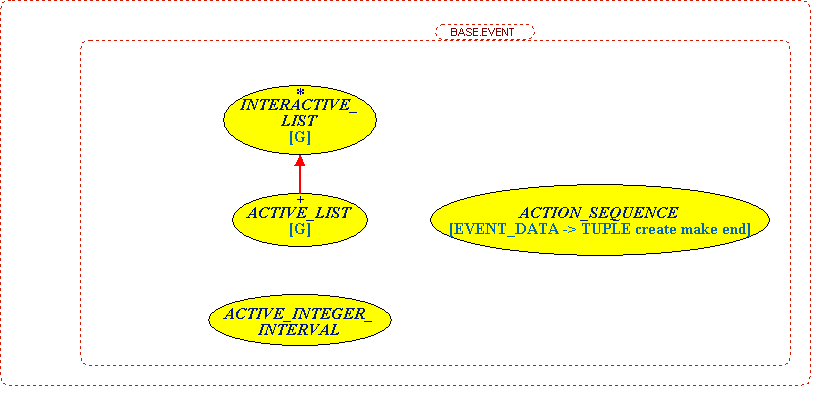 BASE.EVENT
*
INTERACTIVE_
LIST
[G]
+
ACTIVE_LIST
[G]
ACTION_SEQUENCE
[EVENT_DATA -> TUPLE create make end]
ACTIVE_INTEGER_
INTERVAL